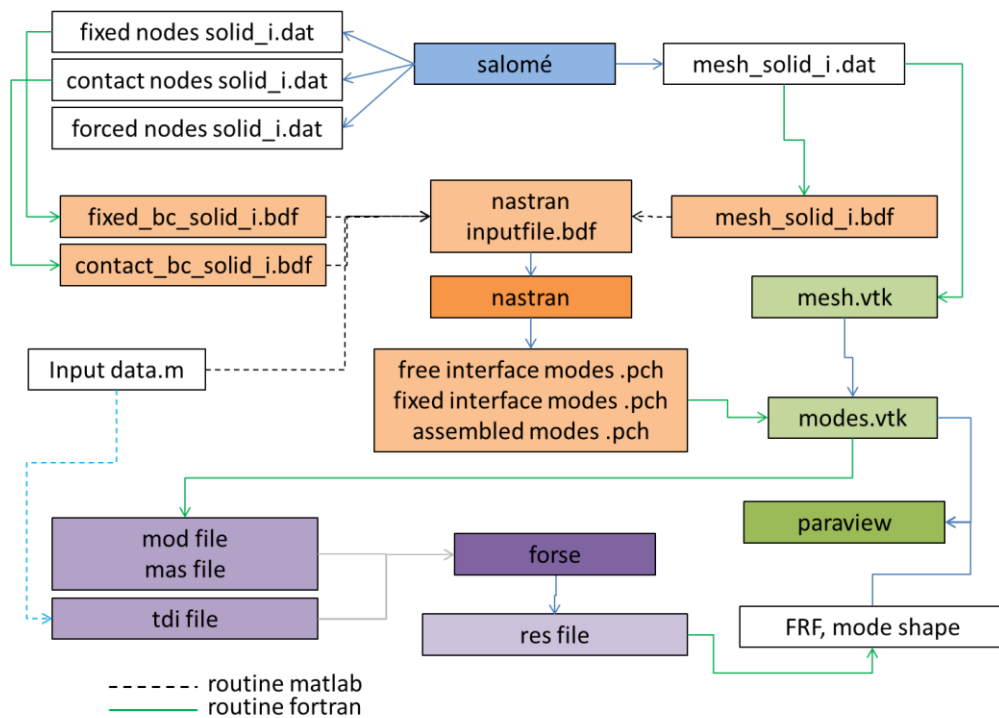 fixed nodes solid_i.dat
contact nodes solid_i.dat
forced nodes solid_i.dat
salomé
mesh_solid_i .dat
fixed_bc_solid_i.bdf
contact_bc_solid_i.bdf
nastran
inputfile.bdf
mesh_solid_i.bdf
nastran
mesh.vtk
Input data.m
free interface modes .pch
fixed interface modes .pch
assembled modes .pch
modes.vtk
mod file
mas file
tdi file
forse
paraview
res file
FRF, mode shape
routine matlab
routine fortran